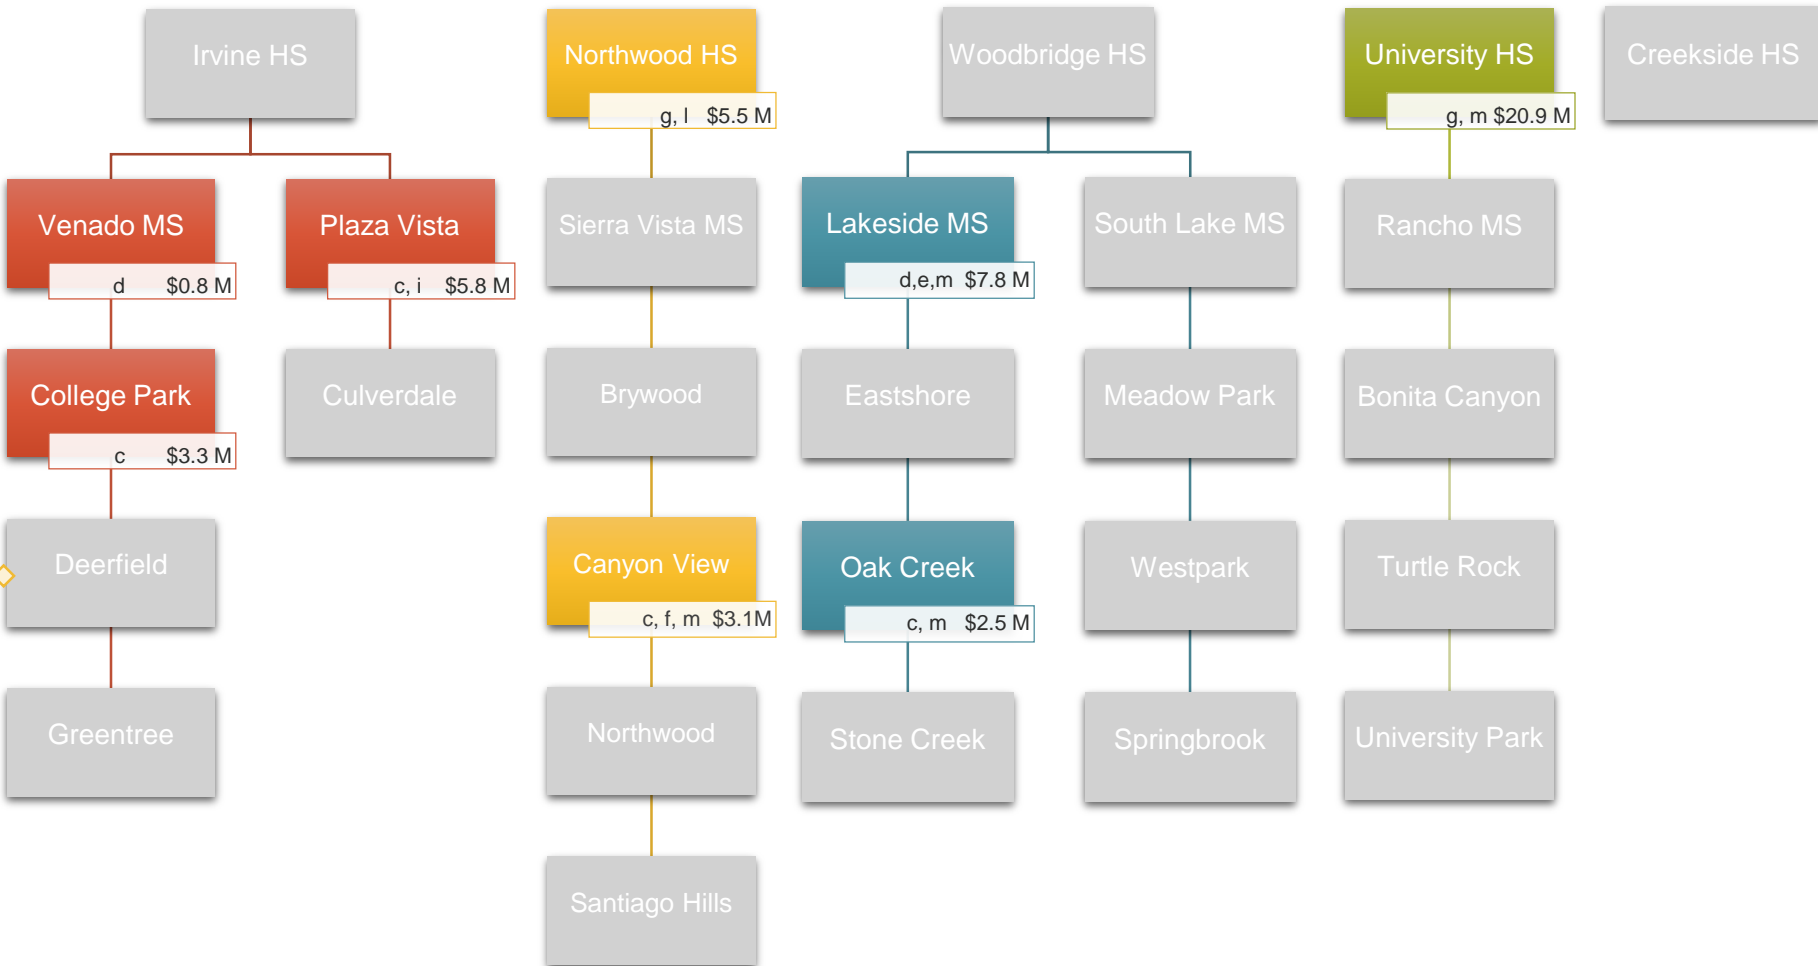 Irvine HS
Northwood HS
g, l $5.5 M
Woodbridge HS
University HS
g, m $20.9 M
Creekside HS
Venado MS
d $0.8 M
Plaza Vista
c, i $5.8 M
Sierra Vista MS
Lakeside MS
d,e,m $7.8 M
South Lake MS
Rancho MS
College Park
c $3.3 M
Culverdale
Brywood
Eastshore
Meadow Park
Bonita Canyon
Deerfield
Canyon View
c, f, m $3.1M
Oak Creek
c, m $2.5 M
Westpark
Turtle Rock
Greentree
Northwood
Stone Creek
Springbrook
University Park
Santiago Hills